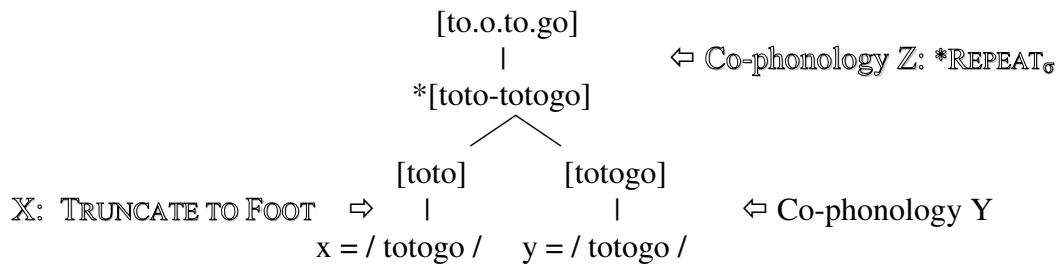 [to.o.to.go]
⇦ Co-phonology Z: *REPEATσ
*[toto-totogo]
[toto] [totogo]
X: TRUNCATE TO FOOT ⇨ ⇦ Co-phonology Y
x = / totogo / y = / totogo /